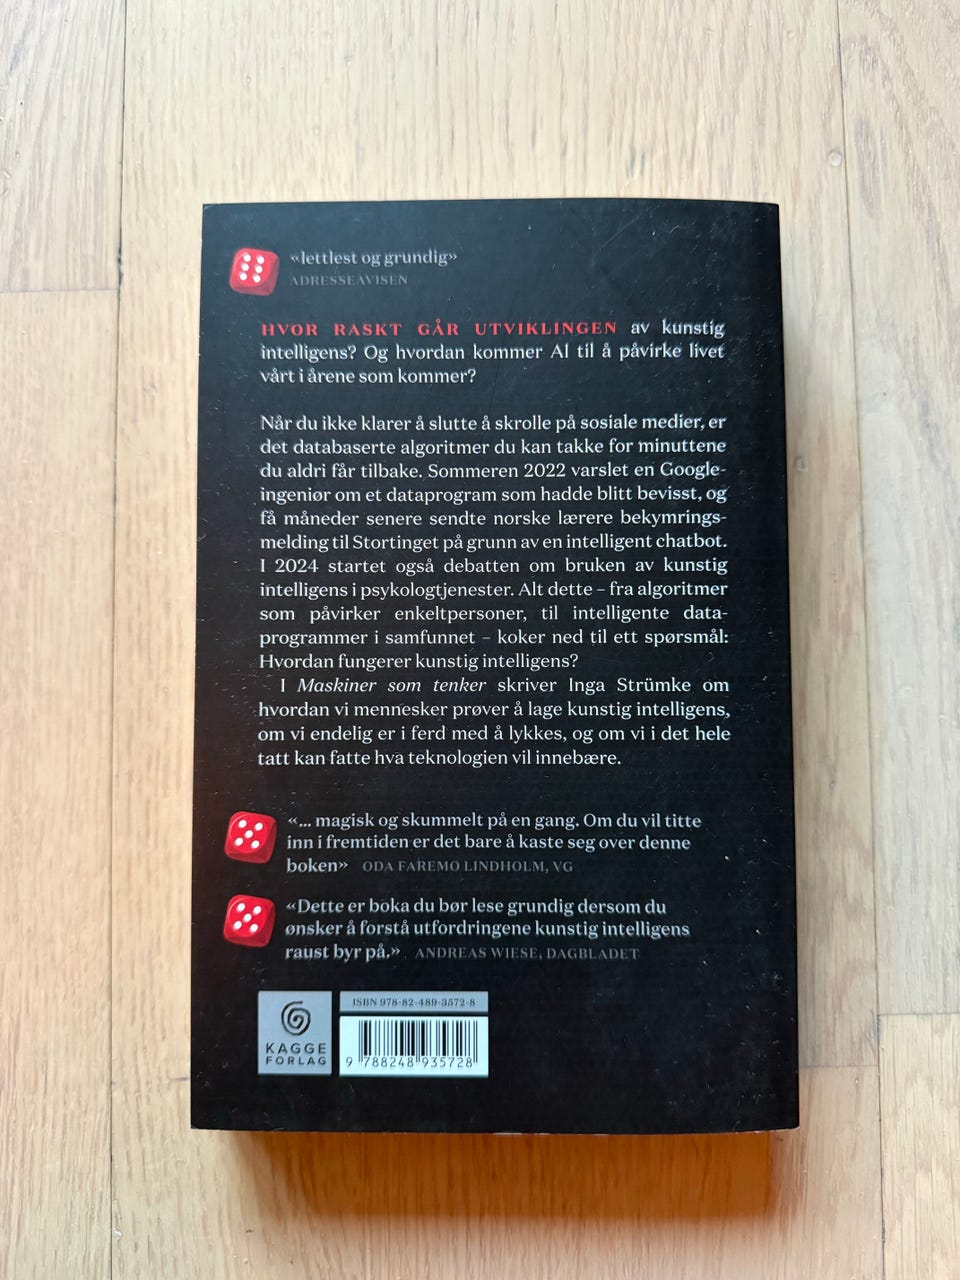 «lettlest og grundig»
ADRESSEAVISEN
HVOR RASKT GÅR UTVIKLINGEN av kunstig
intelligens? Og hvordan kommer AI til å påvirke livet
vårt i årene som kommer?
Når du ikke klarer å slutte å skrolle på sosiale medier, er
det databaserte algoritmer du kan takke for minuttene
du aldri får tilbake. Sommeren 2022 varslet en Google-
ingeniør om et dataprogram som hadde blitt bevisst, og
få måneder senere sendte norske lærere bekymrings-
melding til Stortinget på grunn av en intelligent chatbot.
I 2024 startet også debatten om bruken av kunstig
intelligens i psykologtjenester. Alt dette – fra algoritmer
som påvirker enkeltpersoner, til intelligente data-
programmer i samfunnet – koker ned til ett spørsmål:
Hvordan fungerer kunstig intelligens?
I Maskiner som tenker skriver Inga Strümke om
hvordan vi mennesker prøver å lage kunstig intelligens,
om vi endelig er i ferd med å lykkes, og om vi i det hele
tatt kan fatte hva teknologien vil innebære.
«... magisk og skummelt på en gang. Om du vil titte
inn i fremtiden er det bare å kaste seg over denne
boken» ODA FAREMO LINDHOLM, VG
«Dette er boka du bør lese grundig dersom du
ønsker å forstå utfordringene kunstig intelligens
raust byr på.» ANDREAS WIESE, DAGBLADET
KAGGE
FORLAG
ISBN 978-82-489-3572-8
9 788248 935728